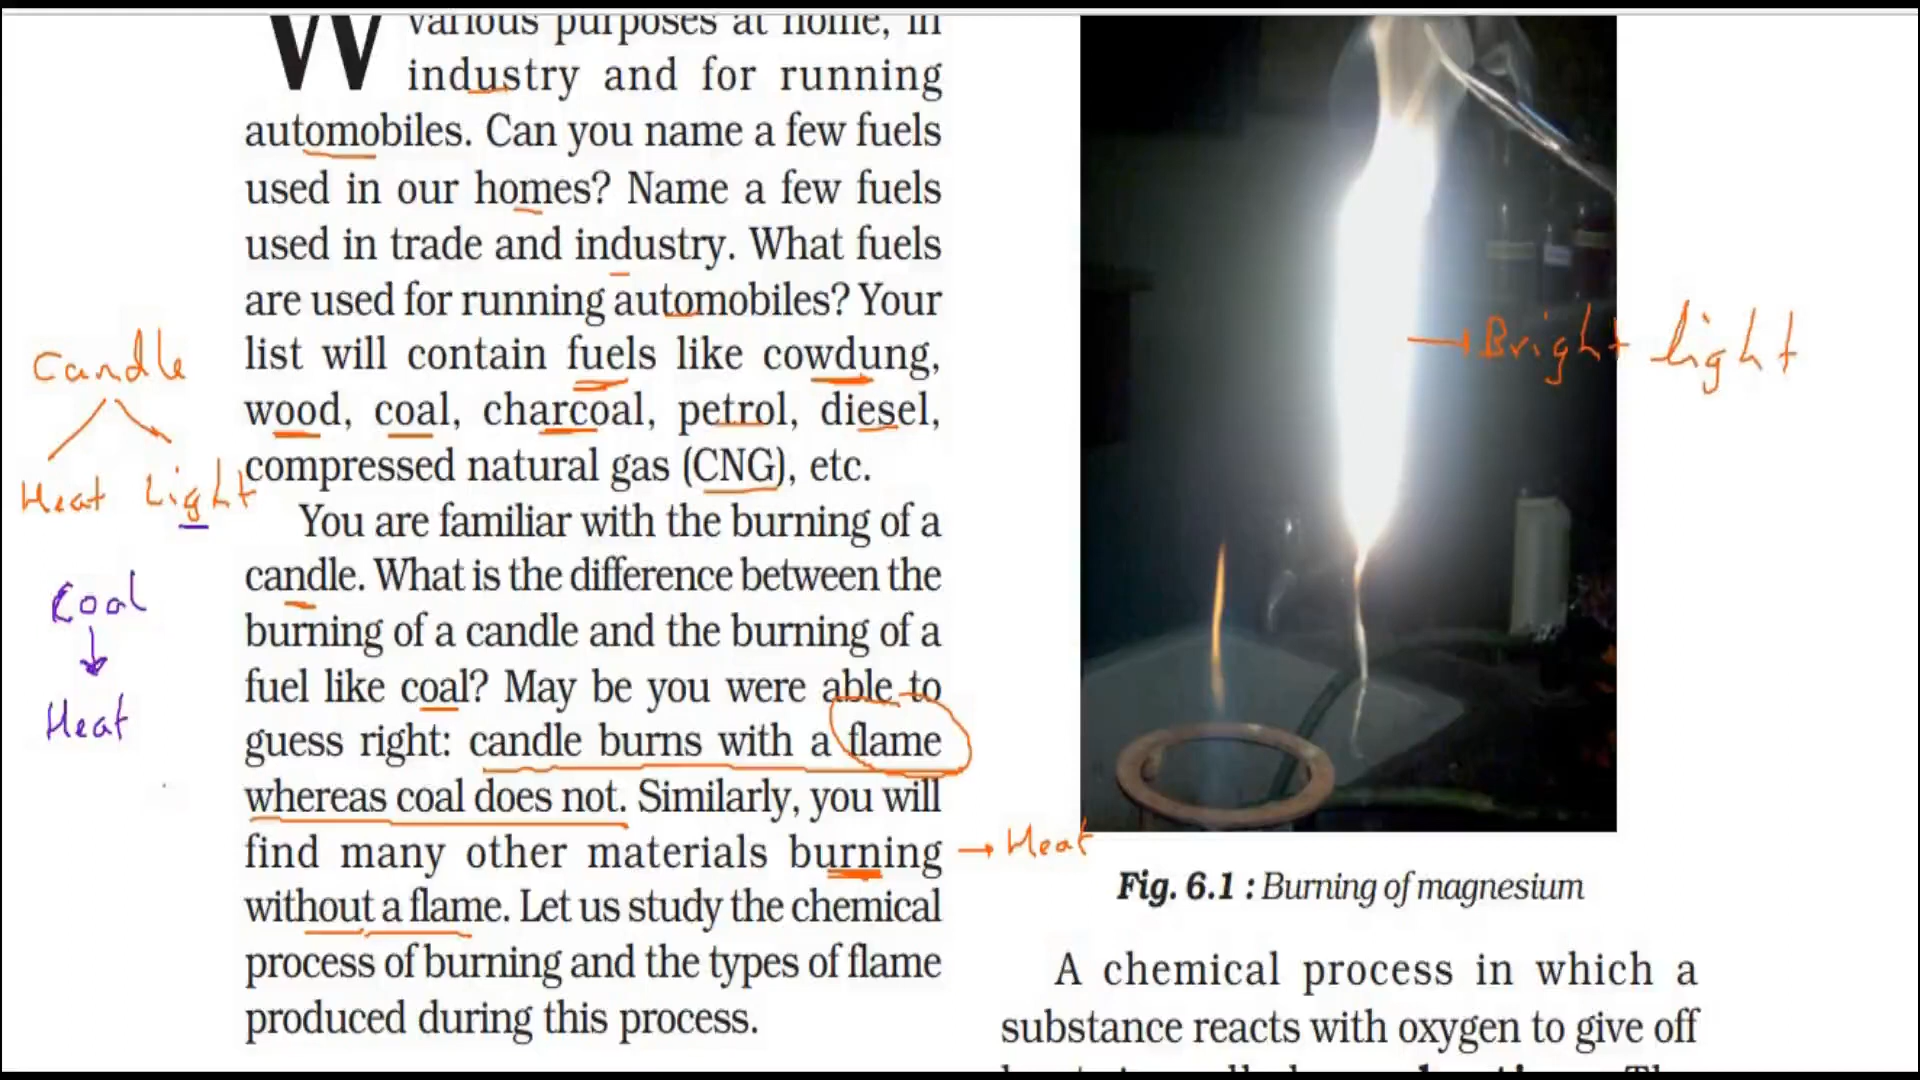 W various purposes at home, in
industry and for running
automobiles. Can you name a few fuels
used in our homes? Name a few fuels
used in trade and industry. What fuels
are used for running automobiles? Your
list will contain fuels like cowdung,
wood, coal, charcoal, petrol, diesel,
compressed natural gas (CNG), etc.
You are familiar with the burning of a
candle. What is the difference between the
burning of a candle and the burning of a
fuel like coal? May be you were able to
guess right: candle burns with a flame
whereas coal does not. Similarly, you will
find many other materials burning
without a flame. Let us study the chemical
process of burning and the types of flame
produced during this process.
Candle
Heat Light
Coal
Heat
Heat
Bright light
Fig. 6.1 : Burning of magnesium
A chemical process in which a
substance reacts with oxygen to give off